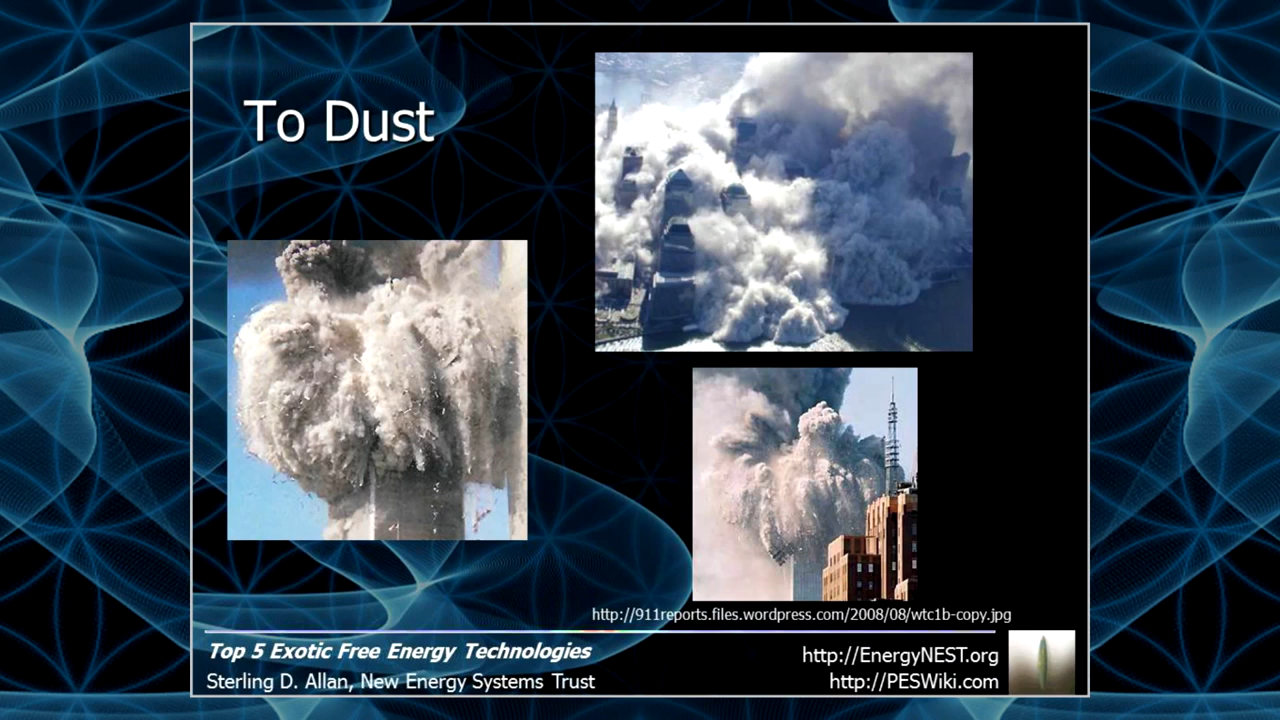 To Dust
http://911reports.files.wordpress.com/2008/08/wtc1b-copy.jpg
Top 5 Exotic Free Energy Technologies
http://EnergyNEST.org
Sterling D. Allan, New Energy Systems Trust
http://PESWiki.com